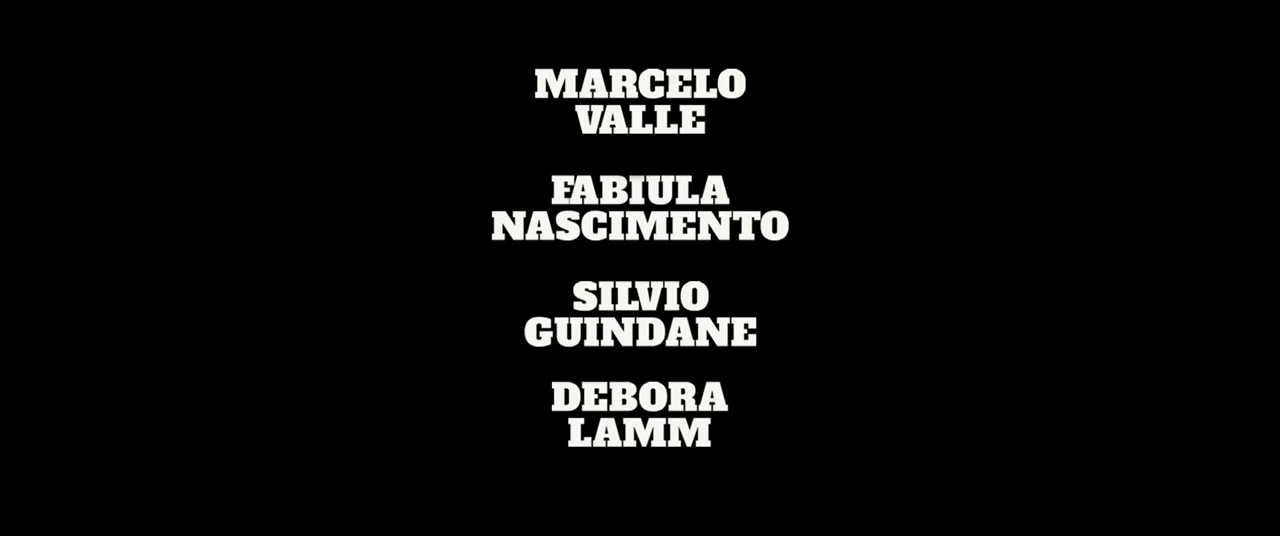 MARCELO
VALLE
FABIULA
NASCIMENTO
SILVIO
GUINDANE
DEBORA
LAMM